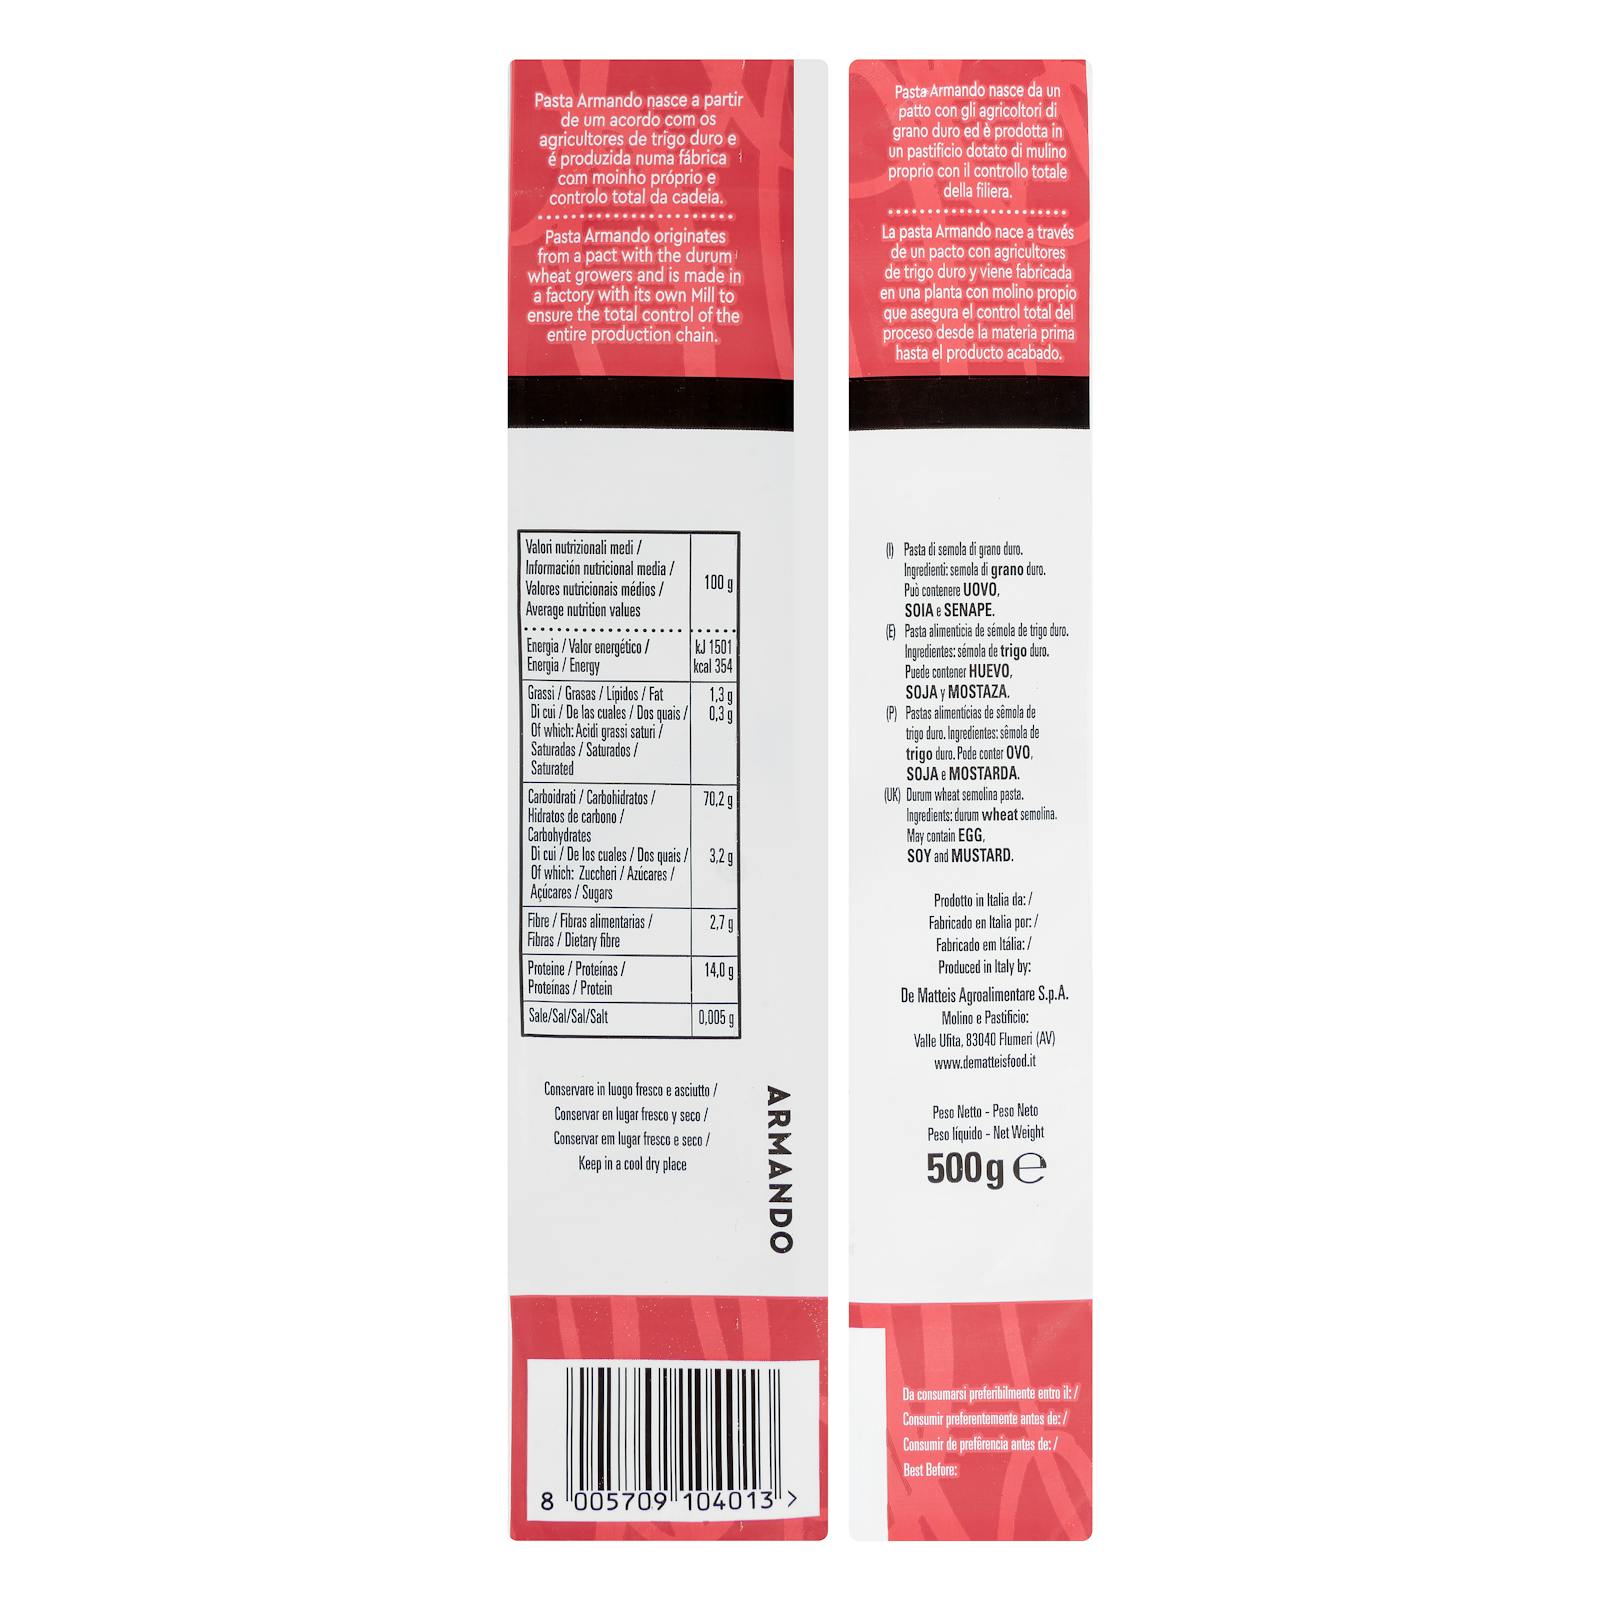 Pasta Armando nasce a partir
de um acordo com os
agricultores de trigo duro e
é produzida numa fábrica
com moinho próprio e
controlo total da cadeia.
Pasta Armando originates
from a pact with the durum
wheat growers and is made in
a factory with its own Mill to
ensure the total control of the
entire production chain.
Valori nutrizionali medi /
Información nutricional media /
Valores nutricionais médios /
Average nutrition values
100 g
Energia / Valor energético /
Energia / Energy
kJ 1501
kcal 354
Grassi / Grasas / Lípidos / Fat 1,3 g
Di cui / De las cuales / Dos quais / 0,3 g
Of which: Acidi grassi saturi /
Saturadas / Saturados /
Saturated
Carboidrati / Carbohidratos / 70,2 g
Hidratos de carbono /
Carbohydrates
Di cui / De los cuales / Dos quais / 3,2 g
Of which: Zuccheri / Azúcares /
Açúcares / Sugars
Fibre / Fibras alimentarias / 2,7 g
Fibras / Dietary fibre
Proteine / Proteínas / 14,0 g
Proteínas / Protein
Sale/Sal/Sal/Salt 0,005 g
Conservare in luogo fresco e asciutto /
Conservar en lugar fresco y seco /
Conservar em lugar fresco e seco /
Keep in a cool dry place
ARMANDO
8 005709 104013 >
Pasta Armando nasce da un
patto con gli agricoltori di
grano duro ed è prodotta in
un pastificio dotato di mulino
proprio con il controllo totale
della filiera.
La pasta Armando nace a través
de un pacto con agricultores
de trigo duro y viene fabricada
en una planta con molino propio
que asegura el control total del
proceso desde la materia prima
hasta el producto acabado.
(I) Pasta di semola di grano duro.
Ingredienti: semola di grano duro.
Può contenere UOVO,
SOIA e SENAPE.
(E) Pasta alimenticia de sémola de trigo duro.
Ingredientes: sémola de trigo duro.
Puede contener HUEVO,
SOJA y MOSTAZA.
(P) Pastas alimentícias de sêmola de
trigo duro. Ingredientes: sêmola de
trigo duro. Pode conter OVO,
SOJA e MOSTARDA.
(UK) Durum wheat semolina pasta.
Ingredients: durum wheat semolina.
May contain EGG,
SOY and MUSTARD.
Prodotto in Italia da: /
Fabricado en Italia por: /
Fabricado em Itália: /
Produced in Italy by:
De Matteis Agroalimentare S.p.A.
Molino e Pastificio:
Valle Ufita, 83040 Flumeri (AV)
www.dematteisfood.it
Peso Netto - Peso Neto
Peso líquido - Net Weight
500 g ℮
Da consumarsi preferibilmente entro il: /
Consumir preferentemente antes de: /
Consumir de prefêrencia antes de: /
Best Before: